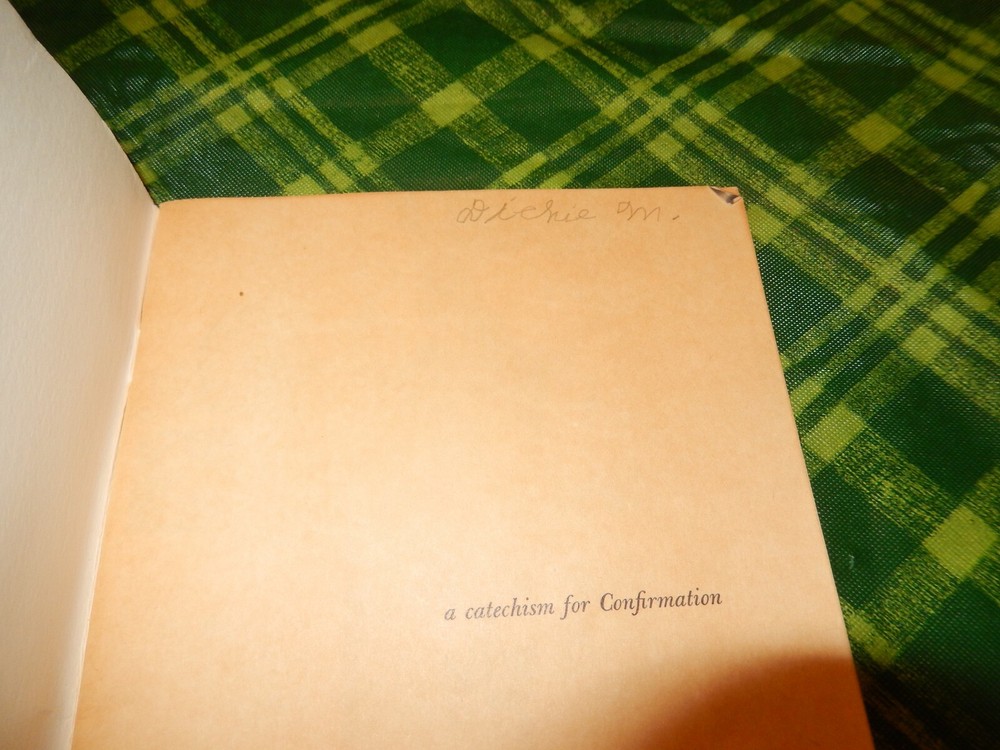 Dickie M.
a catechism for Confirmation